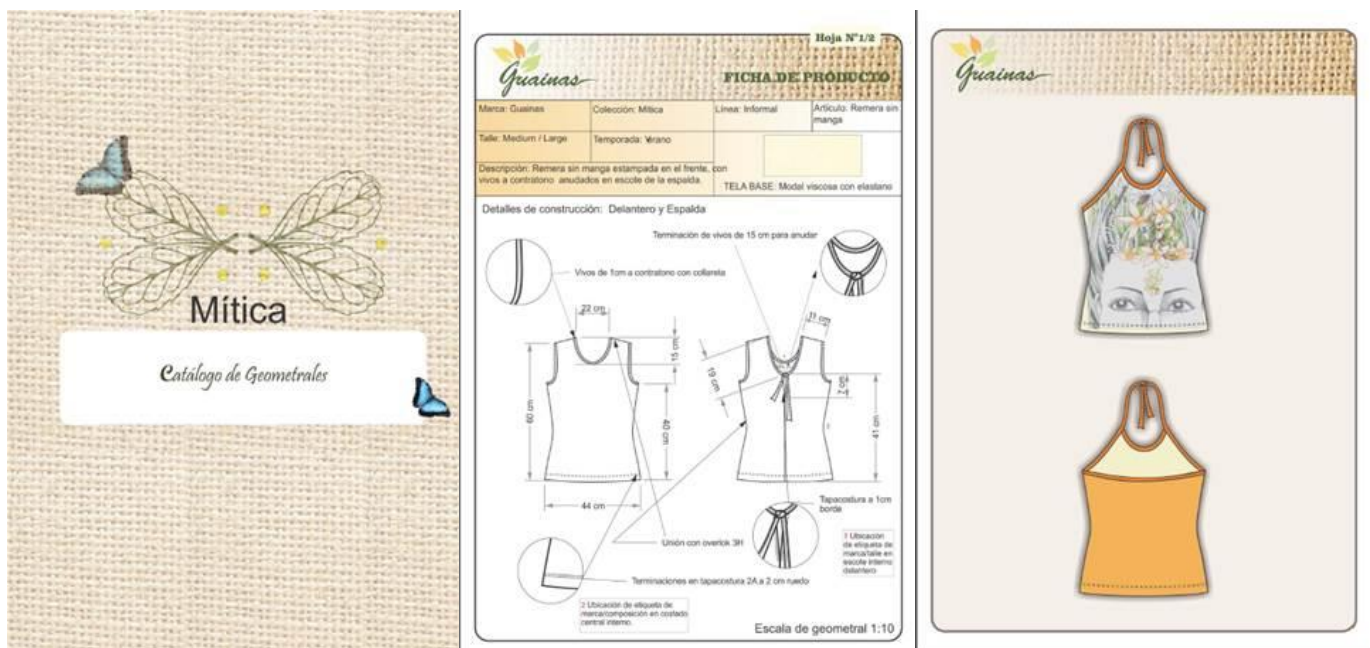 Mítica
Catálogo de Geometrales
Hoja N°1/2
Guainas
FICHA DE PRODUCTO
Marca: Guainas
Colección: Mítica
Línea: Informal
Artículo. Remera sin
manga
Talle: Medium / Large
Temporada: Verano
Descripción: Remera sin manga estampada en el frente, con
vivos a contratono anudados en escote de la espalda.
TELA BASE: Modal viscosa con elastano
Detalles de construcción: Delantero y Espalda
Terminación de vivos de 15 cm para anudar
Vivos de 1cm a contratono con collareta
22 cm
11 cm
15 cm
19 cm
7 cm
60 cm
40 cm
41 cm
44 cm
Tapacostura a 1cm
borde
Unión con overlok 3H
1 Ubicación
de etiqueta de
marca/talle en
escote interno
delantero
Terminaciones en tapacostura 2A a 2 cm ruedo
2 Ubicación de etiqueta de
marca/composición en costado
central interno.
Escala de geometral 1:10
Guainas